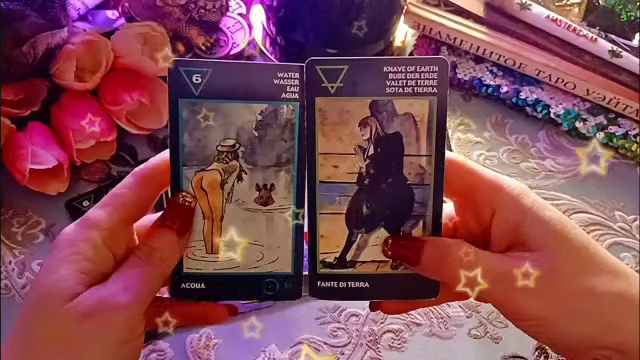 AMSTERDAM
ЗНАМЕНИТОЕ ТАРО УЭЙТА
6
WATER
WASSER
EAU
AGUA
ACQUA
KNAVE OF EARTH
BUBE DER ERDE
VALET DE TERRE
SOTA DE TIERRA
FANTE DI TERRA
6